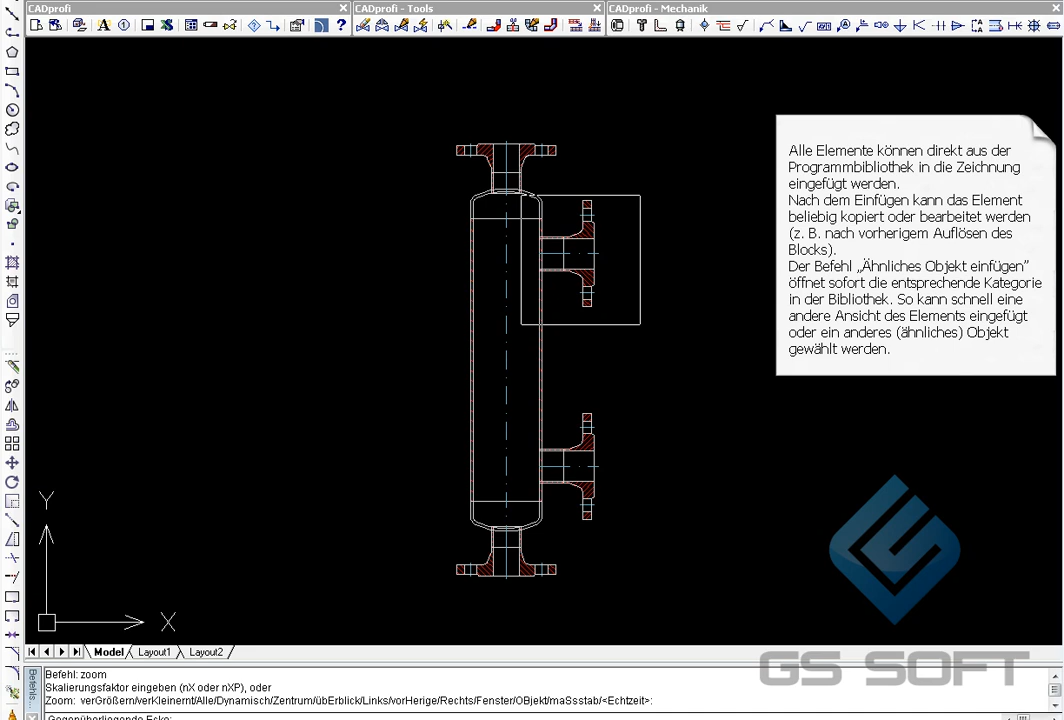 CADprofi
CADprofi - Tools
CADprofi - Mechanik
Alle Elemente können direkt aus der
Programmbibliothek in die Zeichnung
eingefügt werden.
Nach dem Einfügen kann das Element
beliebig kopiert oder bearbeitet werden
(z. B. nach vorherigem Auflösen des
Blocks).
Der Befehl „Ähnliches Objekt einfügen”
öffnet sofort die entsprechende Kategorie
in der Bibliothek. So kann schnell eine
andere Ansicht des Elements eingefügt
oder ein anderes (ähnliches) Objekt
gewählt werden.
Y
X
Model
Layout1
Layout2
GS SOFT
Befehls...
Befehl: zoom
Skalierungsfaktor eingeben (nX oder nXP), oder
Zoom: verGrößern/verKleinernt/Alle/Dynamisch/Zentrum/übErblick/Links/vorHerige/Rechts/Fenster/OBjekt/maSsstab/<Echtzeit>:
Gegenüberliegende Ecke: